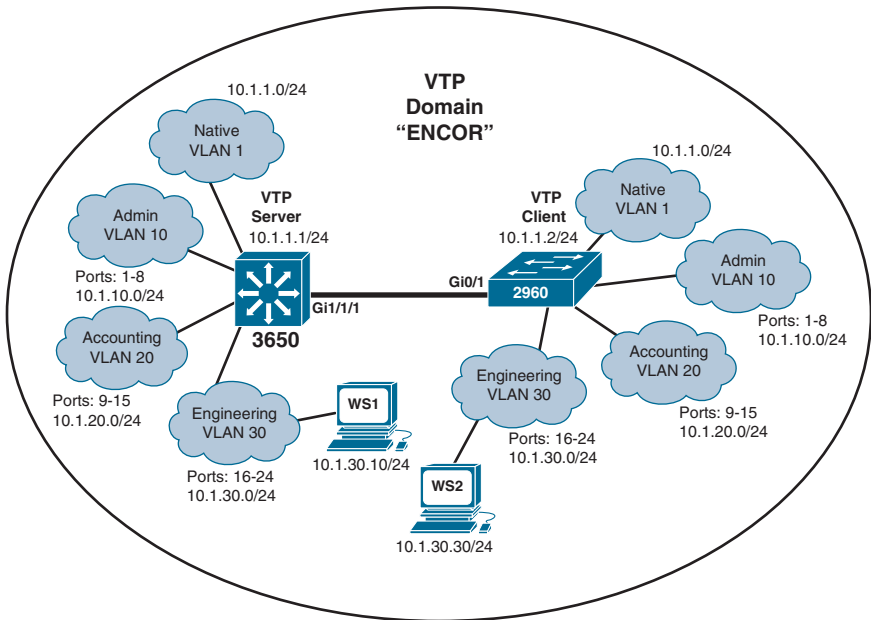 VTP
Domain
“ENCOR”
10.1.1.0/24
Native
VLAN 1
VTP
Server
10.1.1.1/24
Admin
VLAN 10
Ports: 1-8
10.1.10.0/24
Gi1/1/1
3650
Accounting
VLAN 20
Ports: 9-15
10.1.20.0/24
Engineering
VLAN 30
Ports: 16-24
10.1.30.0/24
WS1
10.1.30.10/24
10.1.1.0/24
Native
VLAN 1
VTP
Client
10.1.1.2/24
Gi0/1
2960
Admin
VLAN 10
Ports: 1-8
10.1.10.0/24
Accounting
VLAN 20
Ports: 9-15
10.1.20.0/24
Engineering
VLAN 30
Ports: 16-24
10.1.30.0/24
WS2
10.1.30.30/24